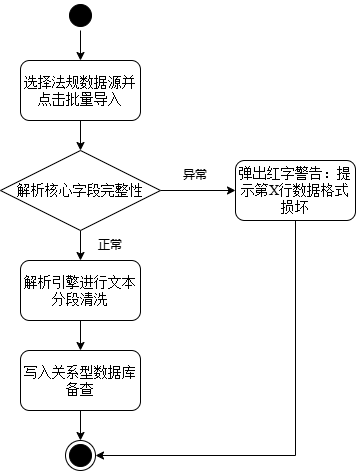 选择法规数据源并
点击批量导入
解析核心字段完整性
异常
弹出红字警告：提
示第X行数据格式
损坏
正常
解析引擎进行文本
分段清洗
写入关系型数据库
备查